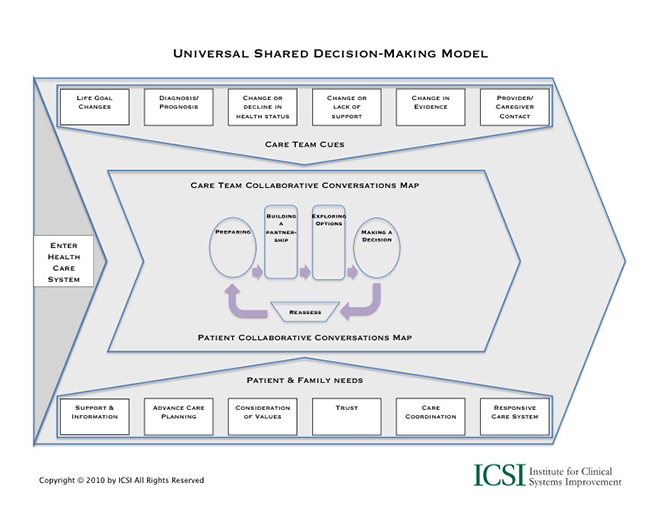 Universal Shared Decision-Making Model
Life Goal
Changes
Diagnosis/
Prognosis
Change or
decline in
health status
Change or
lack of
support
Change in
Evidence
Provider/
Caregiver
Contact
Care Team Cues
Care Team Collaborative Conversations Map
Enter
Health
Care
System
Preparing
Building
a
partner-
ship
Exploring
Options
Making a
Decision
Reassess
Patient Collaborative Conversations Map
Patient & Family needs
Support &
Information
Advance Care
Planning
Consideration
of Values
Trust
Care
Coordination
Responsive
Care System
Copyright © 2010 by ICSI All Rights Reserved
ICSI
Institute for Clinical
Systems Improvement